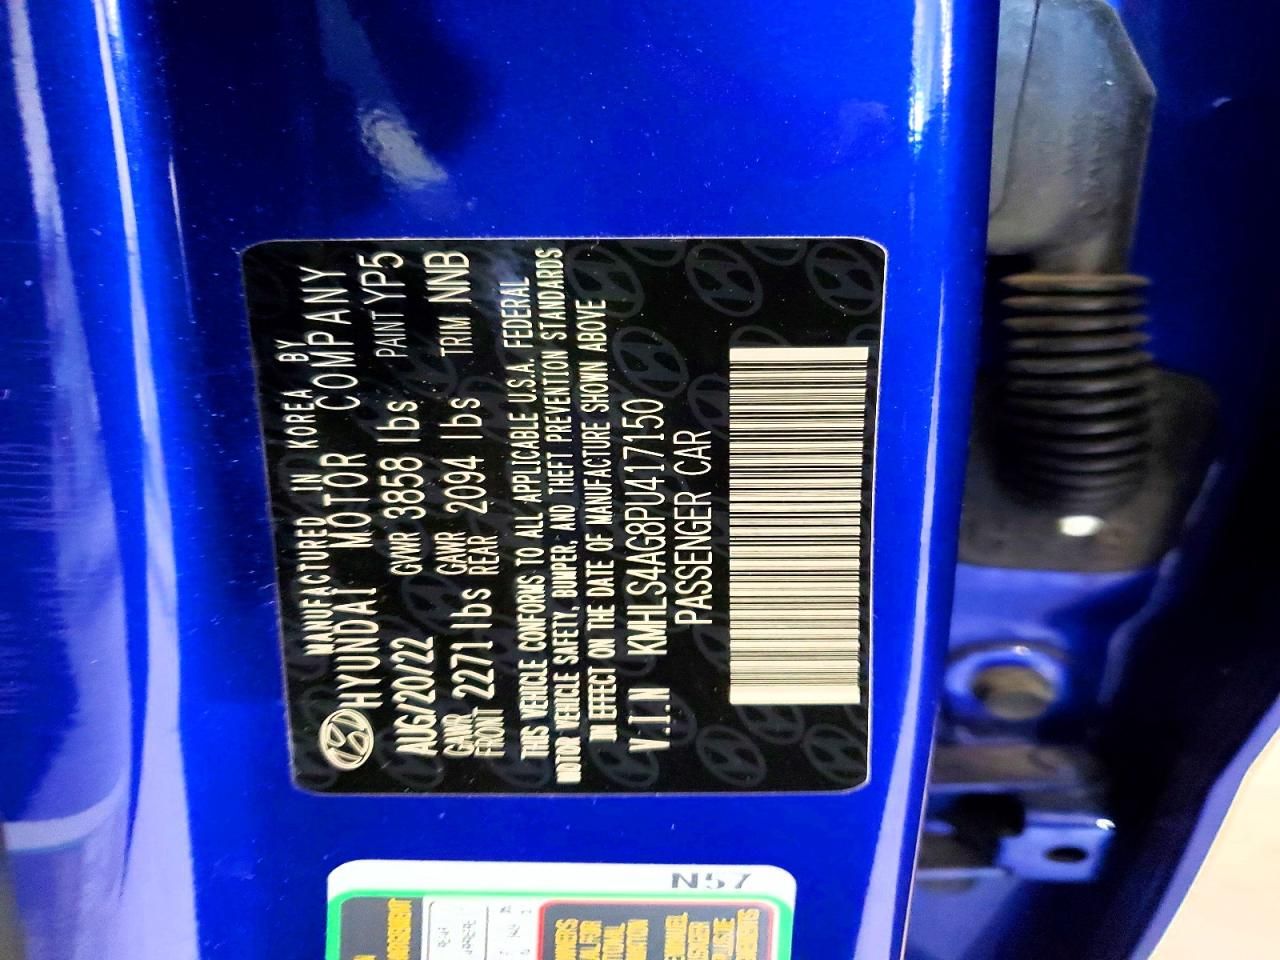 MANUFACTURED IN KOREA BY
HYUNDAI MOTOR COMPANY
AUG/20/22 GVWR 3858 lbs PAINT YP5
GAWR FRONT 2271 lbs GAWR REAR 2094 lbs TRIM NNB
THIS VEHICLE CONFORMS TO ALL APPLICABLE U.S.A. FEDERAL
MOTOR VEHICLE SAFETY, BUMPER, AND THEFT PREVENTION STANDARDS
IN EFFECT ON THE DATE OF MANUFACTURE SHOWN ABOVE
V.I.N KMHLS4AG8PU417150
PASSENGER CAR
N57